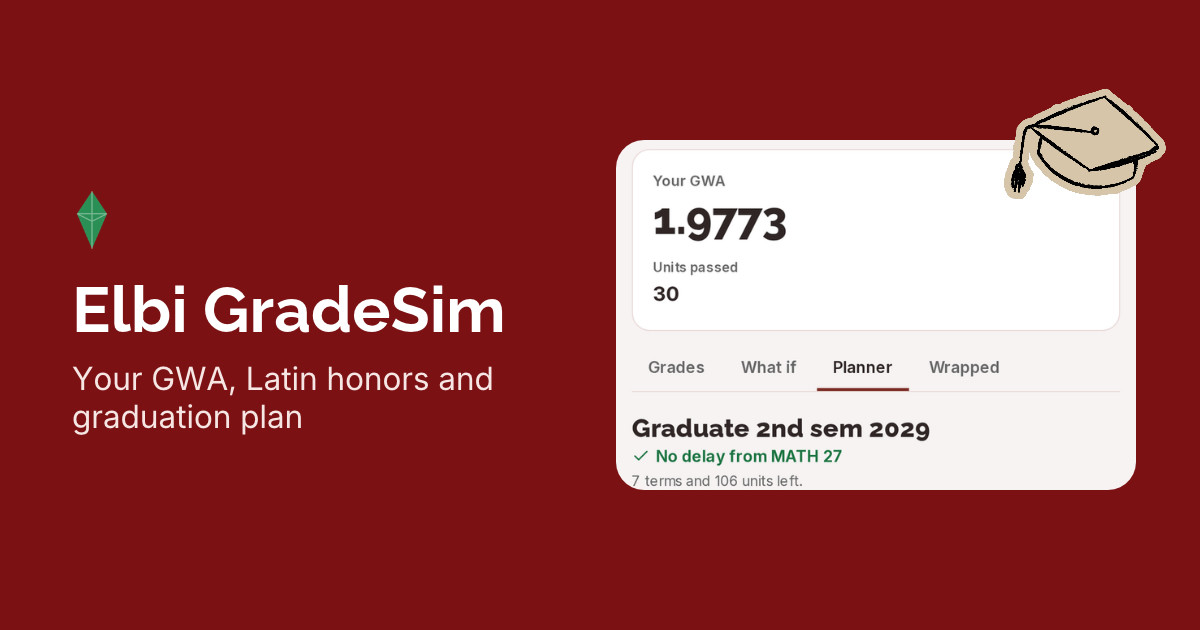 Elbi GradeSim
Your GWA, Latin honors and
graduation plan
Your GWA
1.9773
Units passed
30
Grades What if Planner Wrapped
Graduate 2nd sem 2029
✓ No delay from MATH 27
7 terms and 106 units left.